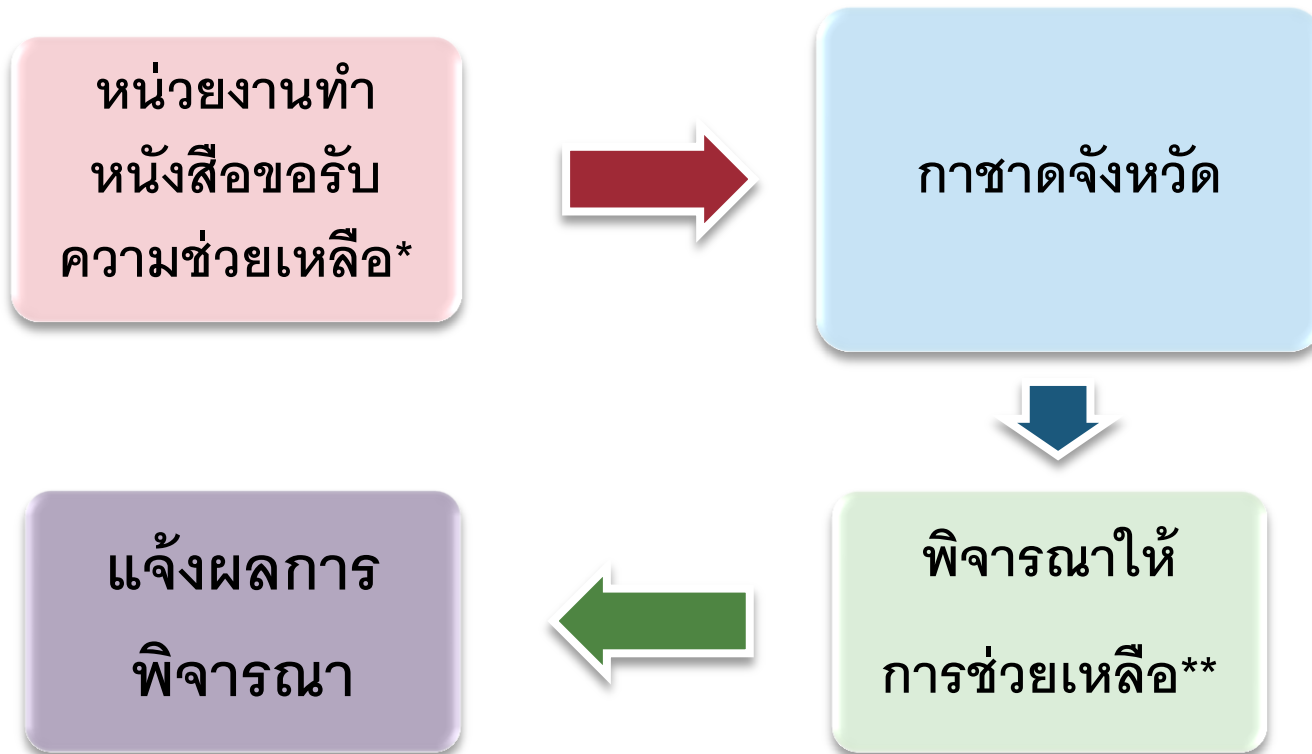 หน่วยงานทำ
หนังสือขอรับ
ความช่วยเหลือ*
กาชาดจังหวัด
พิจารณาให้
การช่วยเหลือ**
แจ้งผลการ
พิจารณา